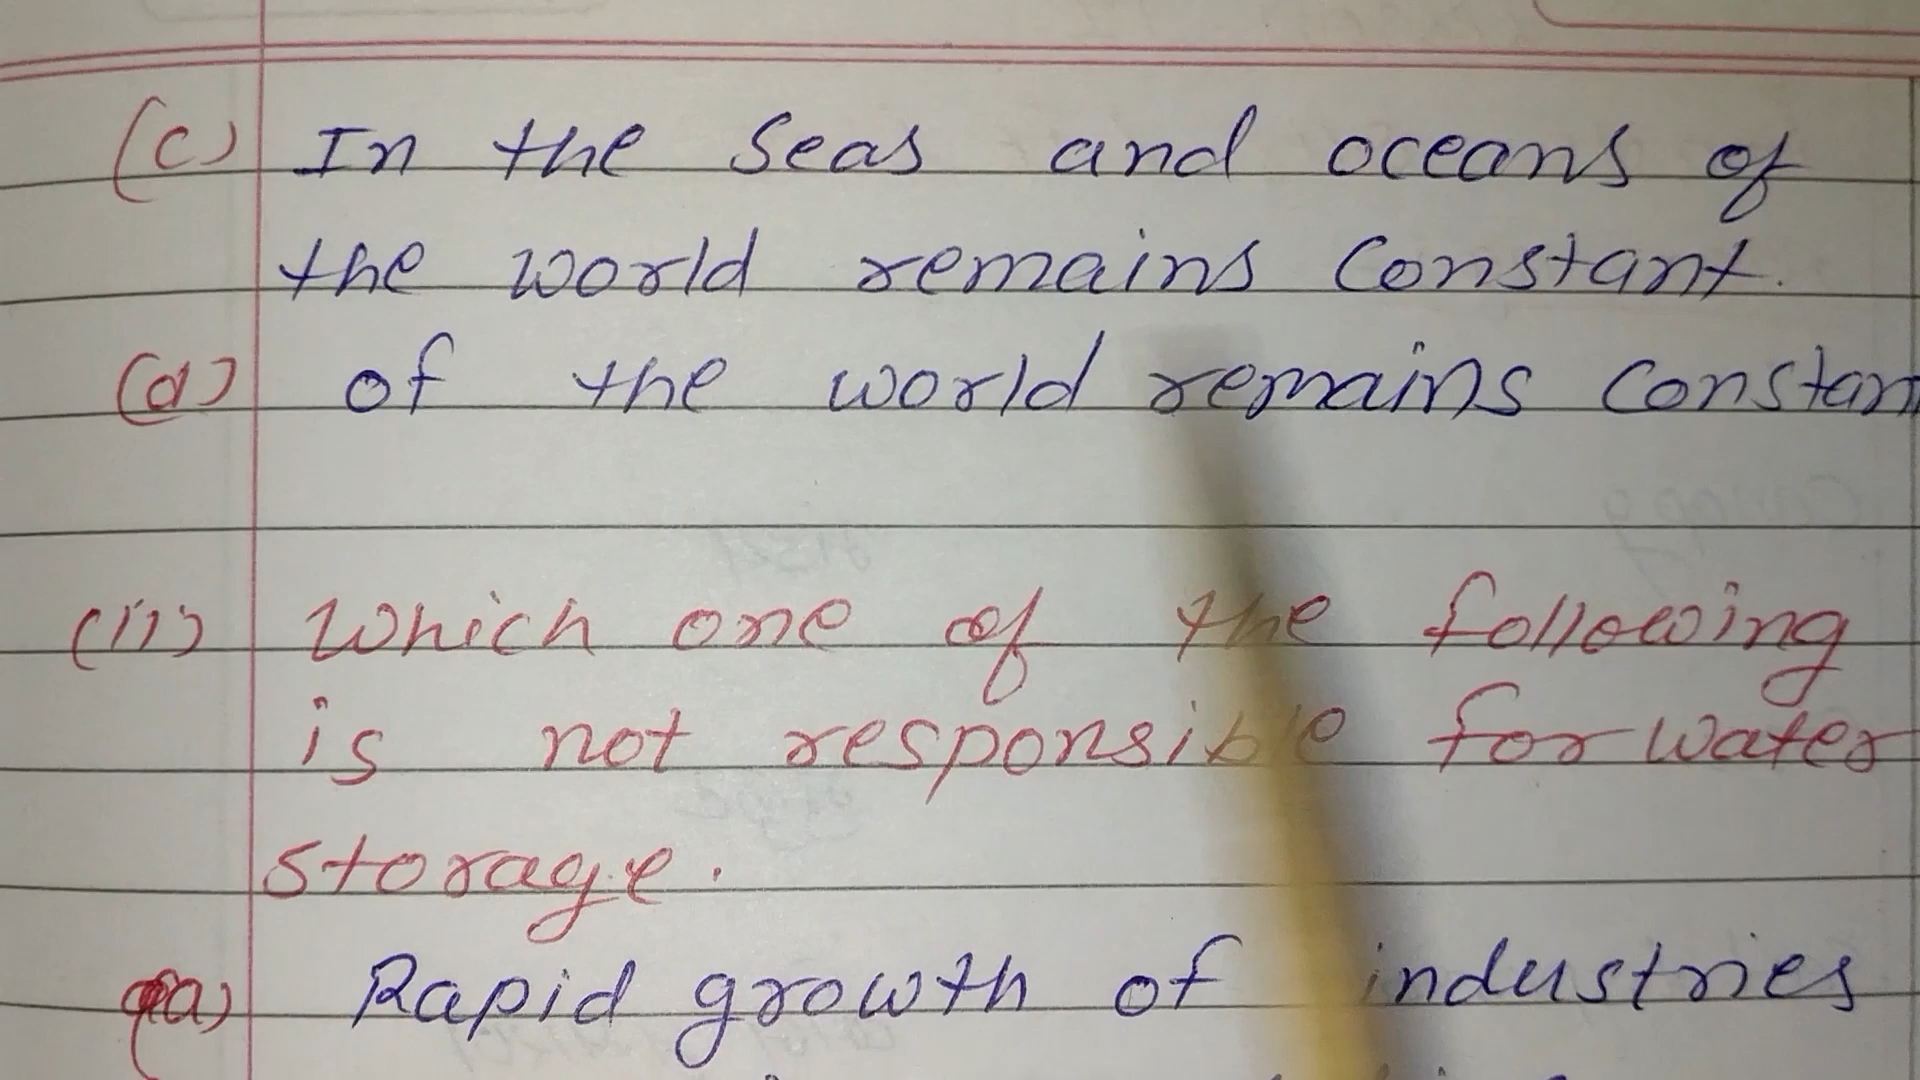 (c) In the seas and oceans of
the world remains constant.
(d) of the world remains constan
(ii) which one of the following
is not responsible for water
storage.
(a) Rapid growth of industries